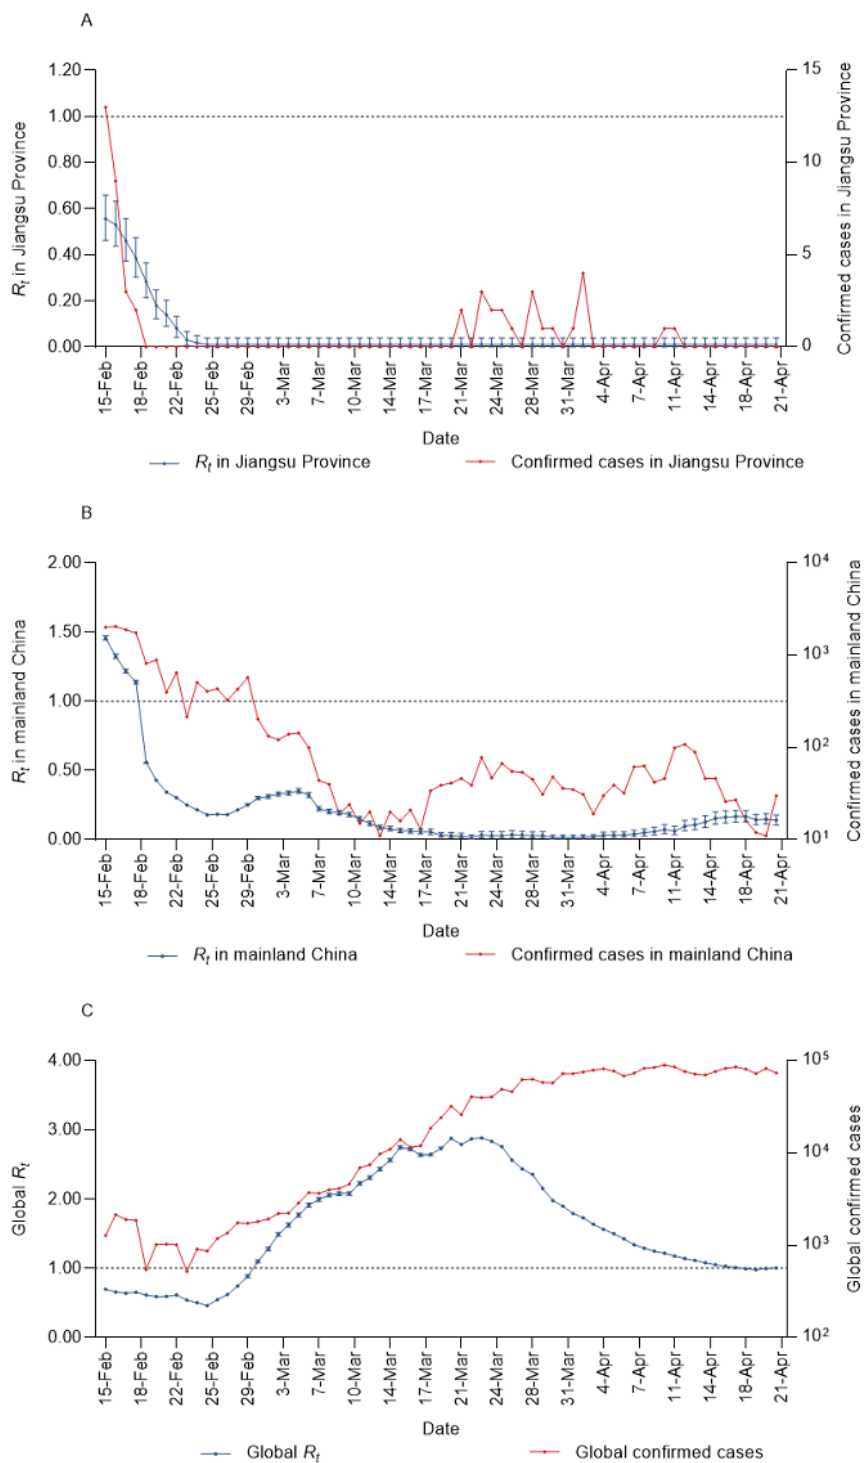 A
1.20
1.00
0.80
0.60
0.40
0.20
0.00
R_t in Jiangsu Province
15
10
5
0
Confirmed cases in Jiangsu Province
15-Feb
18-Feb
22-Feb
25-Feb
29-Feb
3-Mar
7-Mar
10-Mar
14-Mar
17-Mar
21-Mar
24-Mar
28-Mar
31-Mar
4-Apr
7-Apr
11-Apr
14-Apr
18-Apr
21-Apr
Date
R_t in Jiangsu Province
Confirmed cases in Jiangsu Province
B
2.00
1.50
1.00
0.50
0.00
R_t in mainland China
10⁴
10³
10²
10¹
Confirmed cases in mainland China
15-Feb
18-Feb
22-Feb
25-Feb
29-Feb
3-Mar
7-Mar
10-Mar
14-Mar
17-Mar
21-Mar
24-Mar
28-Mar
31-Mar
4-Apr
7-Apr
11-Apr
14-Apr
18-Apr
21-Apr
Date
R_t in mainland China
Confirmed cases in mainland China
C
4.00
3.00
2.00
1.00
0.00
Global R_t
10⁵
10⁴
10³
10²
Global confirmed cases
15-Feb
18-Feb
22-Feb
25-Feb
29-Feb
3-Mar
7-Mar
10-Mar
14-Mar
17-Mar
21-Mar
24-Mar
28-Mar
31-Mar
4-Apr
7-Apr
11-Apr
14-Apr
18-Apr
21-Apr
Date
Global R_t
Global confirmed cases